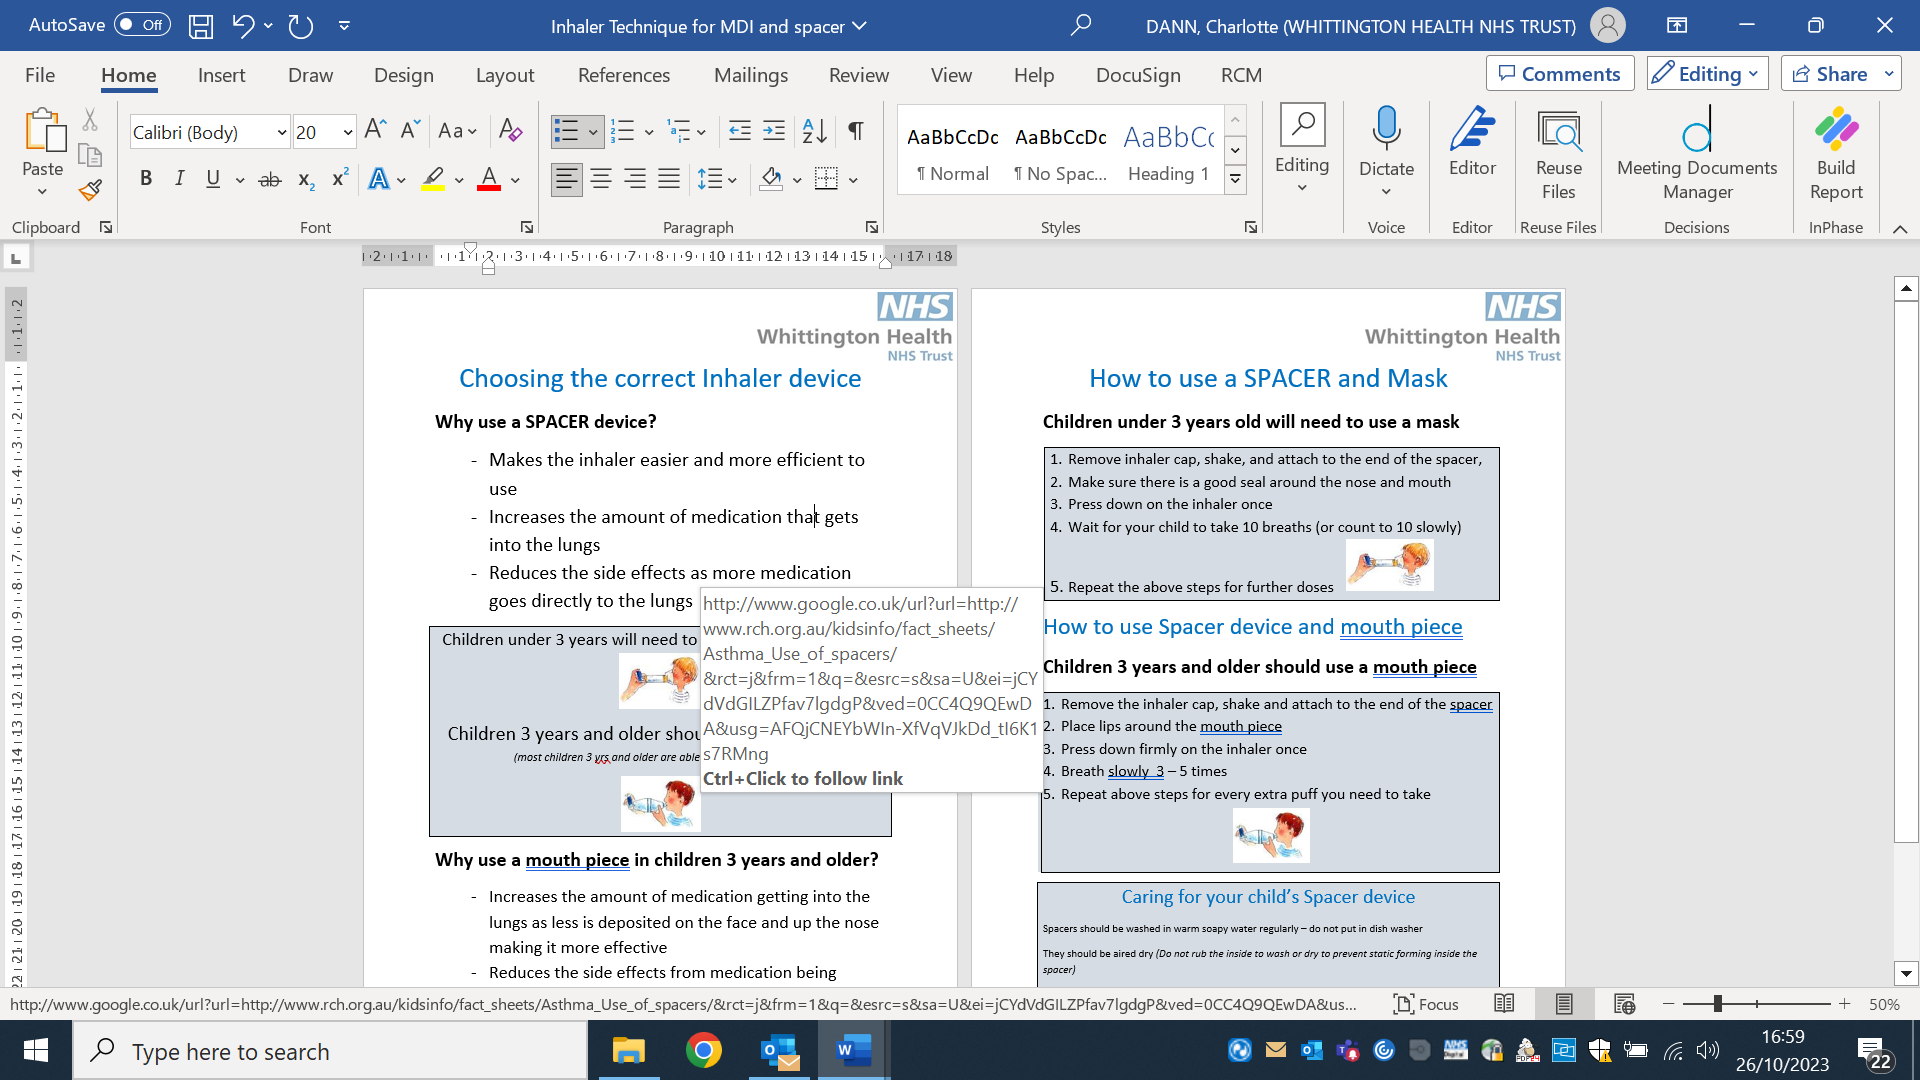 AutoSave Off
Inhaler Technique for MDI and spacer
DANN, Charlotte (WHITTINGTON HEALTH NHS TRUST)
File Home Insert Draw Design Layout References Mailings Review View Help DocuSign RCM
Comments Editing Share
Paste
Clipboard
Calibri (Body) 20
Font
Paragraph
AaBbCcDc AaBbCcDc AaBbCc
¶ Normal ¶ No Spac... Heading 1
Styles
Editing
Dictate
Voice
Editor
Editor
Reuse Files
Reuse Files
Meeting Documents Manager
Decisions
Build Report
InPhase
NHS
Whittington Health
NHS Trust
Choosing the correct Inhaler device
Why use a SPACER device?
- Makes the inhaler easier and more efficient to
use
- Increases the amount of medication that gets
into the lungs
- Reduces the side effects as more medication
goes directly to the lungs
Children under 3 years will need to
Children 3 years and older shou
(most children 3 yrs and older are able
http://www.google.co.uk/url?url=http://
www.rch.org.au/kidsinfo/fact_sheets/
Asthma_Use_of_spacers/
&rct=j&frm=1&q=&esrc=s&sa=U&ei=jCY
dVdGILZPfav7lgdgP&ved=0CC4Q9QEwD
A&usg=AFQjCNEYbWIn-XfVqVJkDd_tI6K1
s7RMng
Ctrl+Click to follow link
Why use a mouth piece in children 3 years and older?
- Increases the amount of medication getting into the
lungs as less is deposited on the face and up the nose
making it more effective
- Reduces the side effects from medication being
NHS
Whittington Health
NHS Trust
How to use a SPACER and Mask
Children under 3 years old will need to use a mask
1. Remove inhaler cap, shake, and attach to the end of the spacer,
2. Make sure there is a good seal around the nose and mouth
3. Press down on the inhaler once
4. Wait for your child to take 10 breaths (or count to 10 slowly)
5. Repeat the above steps for further doses
How to use Spacer device and mouth piece
Children 3 years and older should use a mouth piece
1. Remove the inhaler cap, shake and attach to the end of the spacer
2. Place lips around the mouth piece
3. Press down firmly on the inhaler once
4. Breath slowly 3 – 5 times
5. Repeat above steps for every extra puff you need to take
Caring for your child’s Spacer device
Spacers should be washed in warm soapy water regularly – do not put in dish washer
They should be aired dry (Do not rub the inside to wash or dry to prevent static forming inside the
spacer)
http://www.google.co.uk/url?url=http://www.rch.org.au/kidsinfo/fact_sheets/Asthma_Use_of_spacers/&rct=j&frm=1&q=&esrc=s&sa=U&ei=jCYdVdGILZPfav7lgdgP&ved=0CC4Q9QEwDA&us...
Focus
50%
Type here to search
16:59
26/10/2023
22